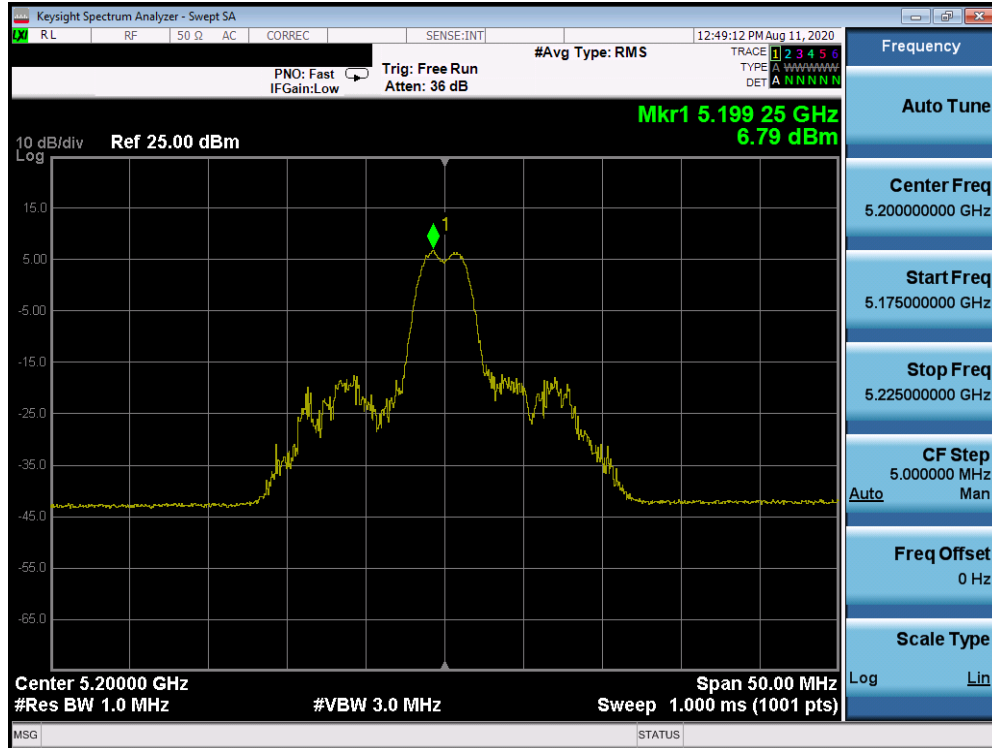 Keysight Spectrum Analyzer - Swept SA
LXI RL RF 50 Ω AC CORREC SENSE:INT 12:49:12 PM Aug 11, 2020
#Avg Type: RMS
TRACE 1 2 3 4 5 6
PNO: Fast Trig: Free Run TYPE A WWWWW
IFGain:Low Atten: 36 dB DET A N N N N N
Mkr1 5.199 25 GHz
6.79 dBm
10 dB/div Ref 25.00 dBm
Log
15.0
1
5.00
-5.00
-15.0
-25.0
-35.0
-45.0
-55.0
-65.0
Center 5.20000 GHz Span 50.00 MHz
#Res BW 1.0 MHz #VBW 3.0 MHz Sweep 1.000 ms (1001 pts)
MSG STATUS
Frequency
Auto Tune
Center Freq
5.200000000 GHz
Start Freq
5.175000000 GHz
Stop Freq
5.225000000 GHz
CF Step
5.000000 MHz
Auto Man
Freq Offset
0 Hz
Scale Type
Log Lin